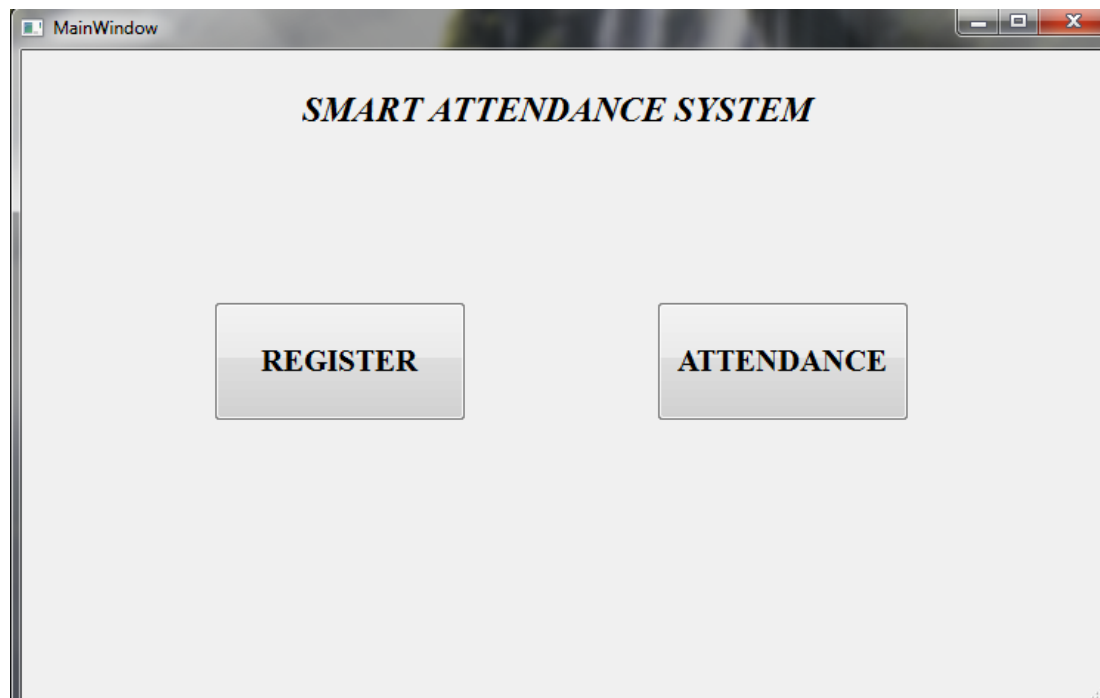 MainWindow
SMART ATTENDANCE SYSTEM
REGISTER
ATTENDANCE